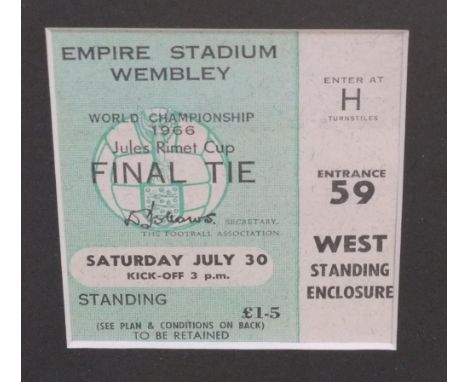 EMPIRE STADIUM
WEMBLEY
WORLD CHAMPIONSHIP
1966
Jules Rimet Cup
FINAL TIE
SECRETARY,
THE FOOTBALL ASSOCIATION
SATURDAY JULY 30
KICK-OFF 3 p.m.
STANDING
£1-5
(SEE PLAN & CONDITIONS ON BACK)
TO BE RETAINED
ENTER AT
H
TURNSTILES
ENTRANCE
59
WEST
STANDING
ENCLOSURE